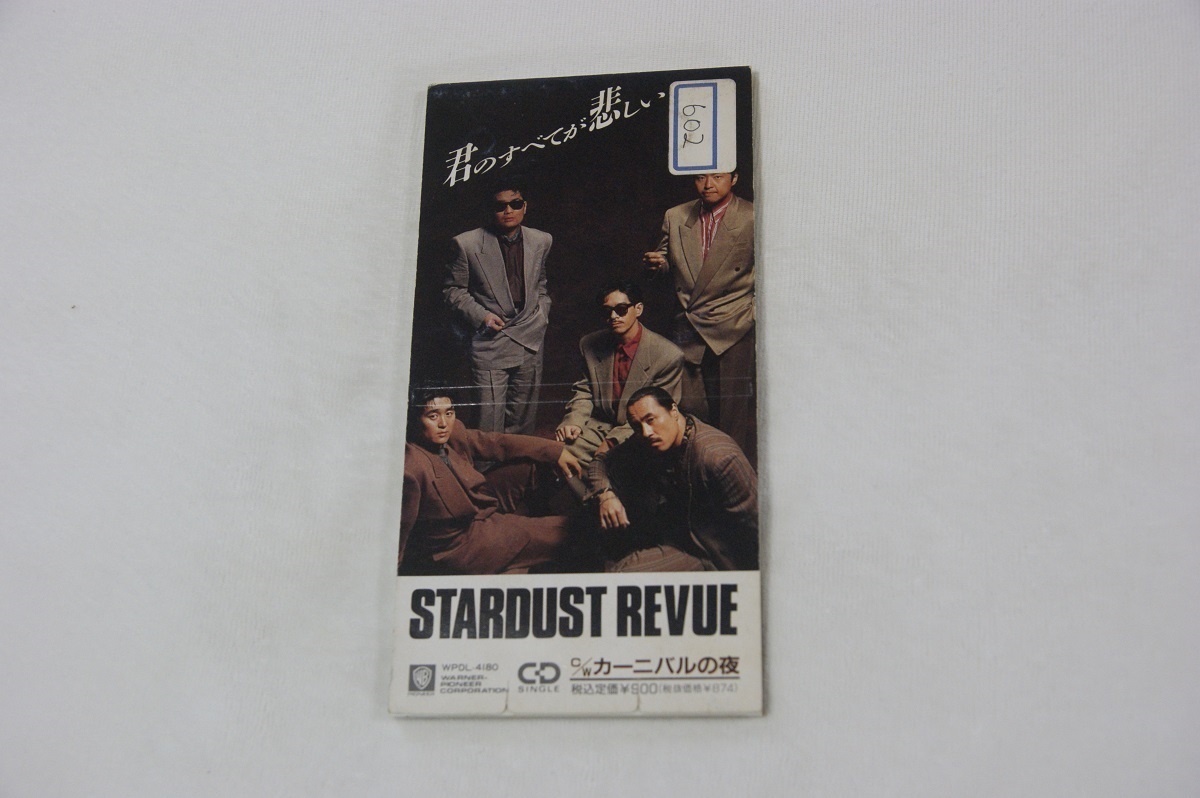 君のすべてが悲しい
602
STARDUST REVUE
WPDL-4180
WARNER-
PIONEER
CORPORATION
PIONEER
CD
SINGLE
C/W カーニバルの夜
税込定価¥900(税抜価格¥874)